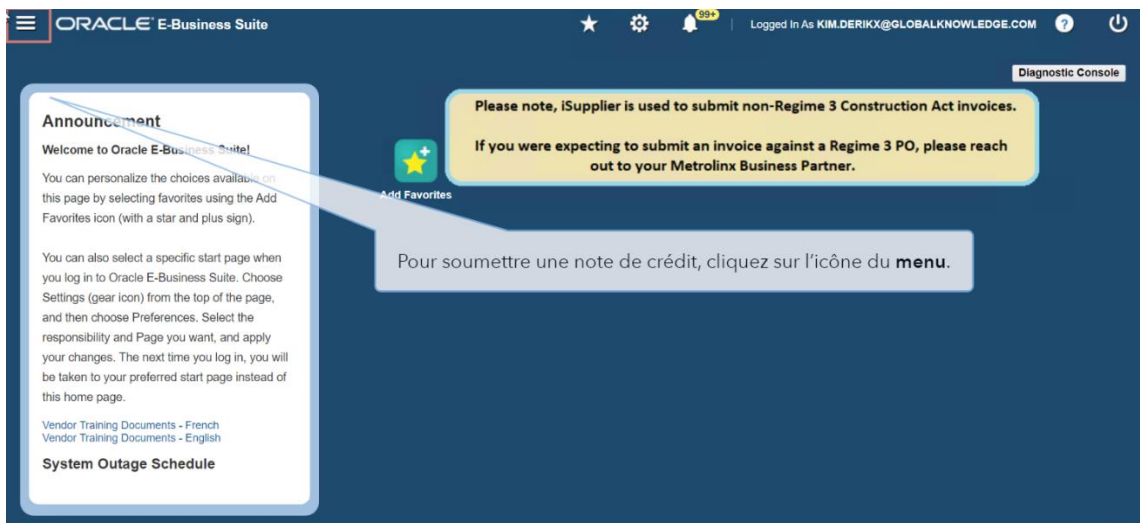 ORACLE E-Business Suite
99+
Logged In As KIM.DERIKX@GLOBALKNOWLEDGE.COM
?
Diagnostic Console
Announcement
Welcome to Oracle E-Business Suite!
You can personalize the choices available on
this page by selecting favorites using the Add
Favorites icon (with a star and plus sign).
You can also select a specific start page when
you log in to Oracle E-Business Suite. Choose
Settings (gear icon) from the top of the page,
and then choose Preferences. Select the
responsibility and Page you want, and apply
your changes. The next time you log in, you will
be taken to your preferred start page instead of
this home page.
Vendor Training Documents - French
Vendor Training Documents - English
System Outage Schedule
Add Favorites
Please note, iSupplier is used to submit non-Regime 3 Construction Act invoices.
If you were expecting to submit an invoice against a Regime 3 PO, please reach
out to your Metrolinx Business Partner.
Pour soumettre une note de crédit, cliquez sur l'icône du menu.